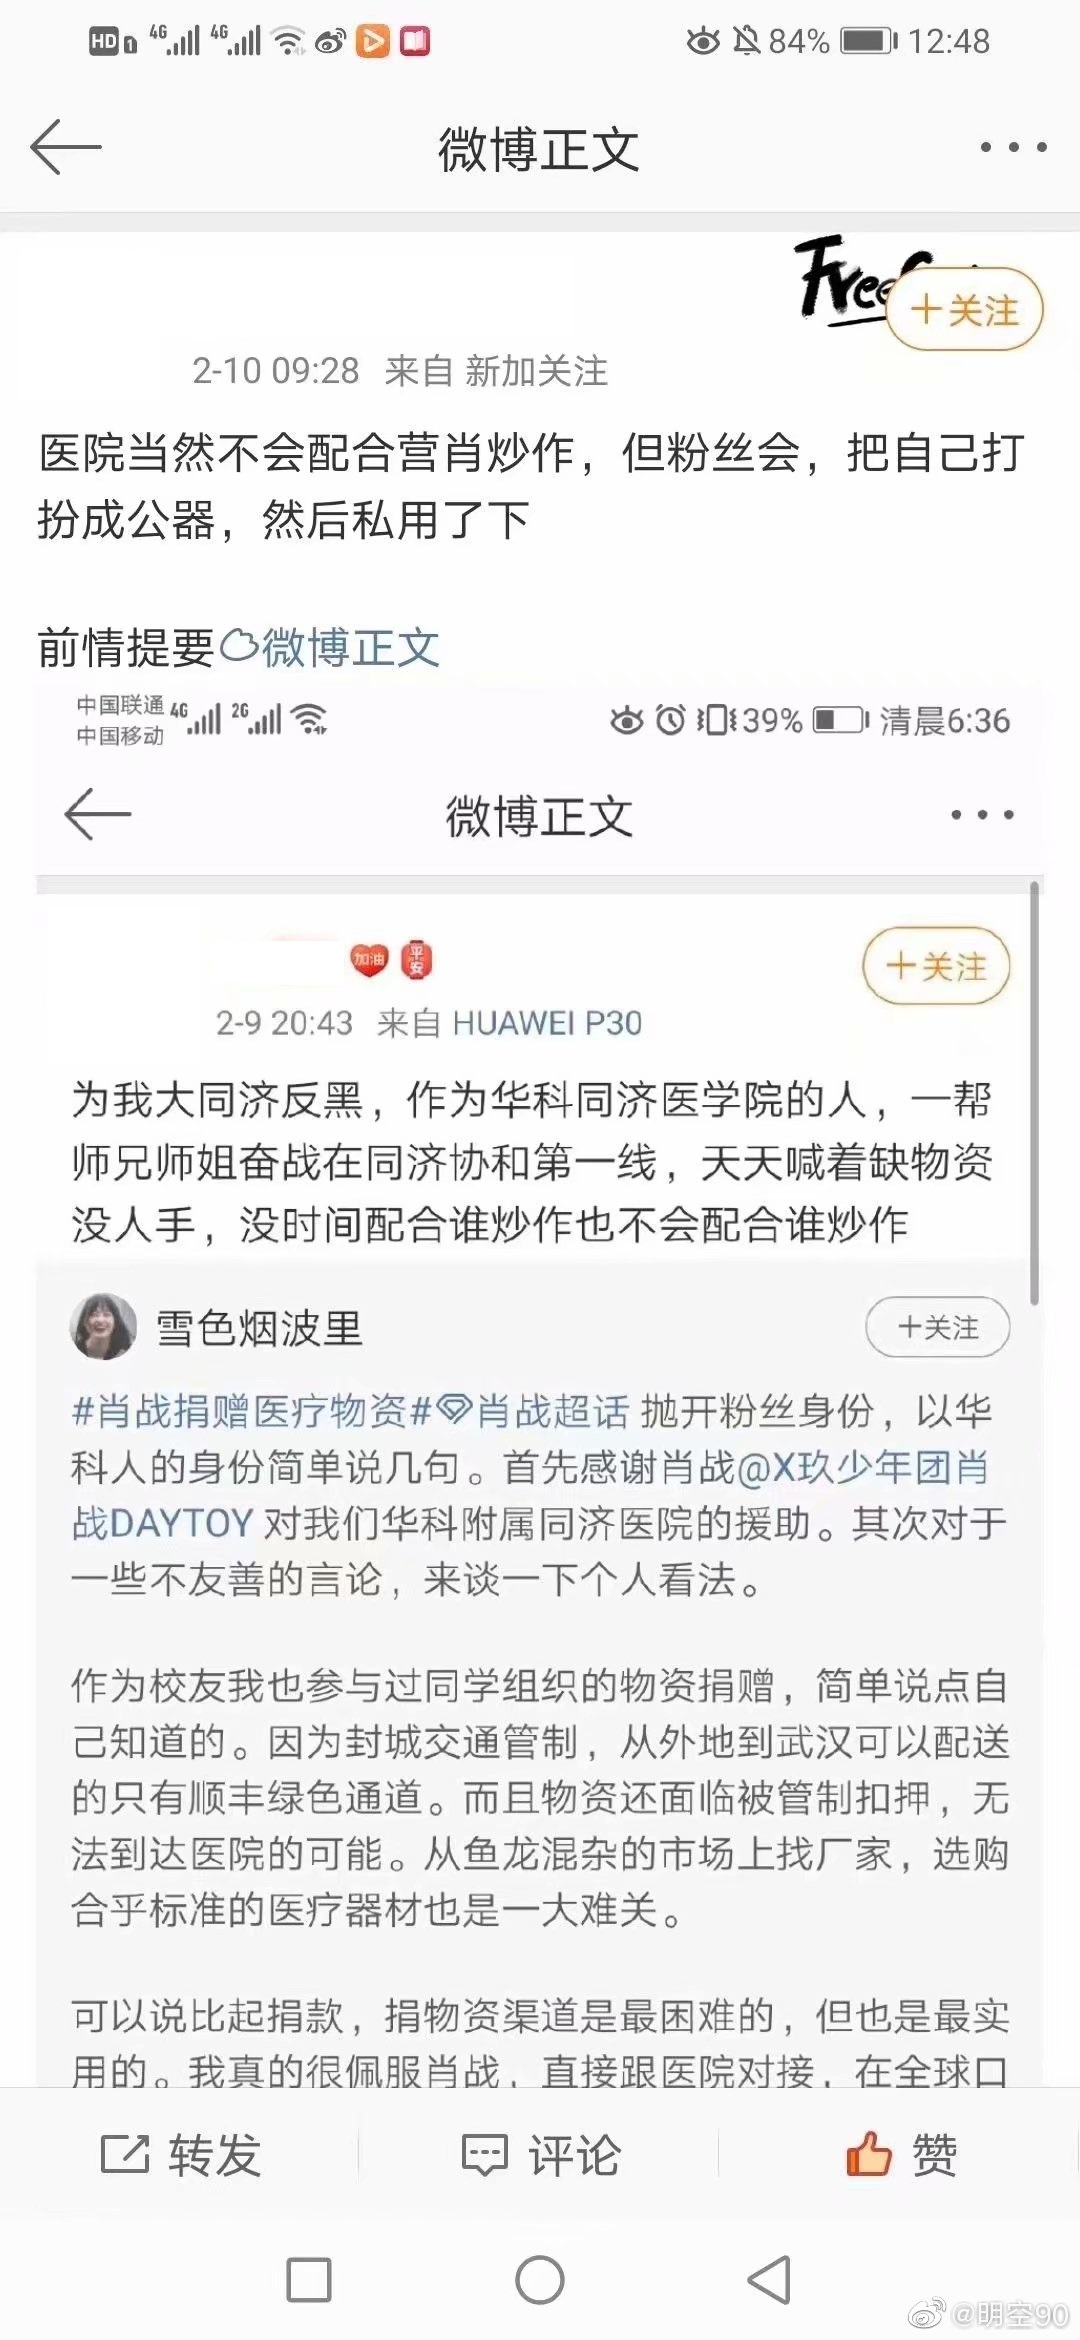 HD 1 4G 4G 84% 12:48
微博正文
Free
+关注
2-10 09:28 来自 新加关注
医院当然不会配合营肖炒作，但粉丝会，把自己打
扮成公器，然后私用了下
前情提要微博正文
中国联通 4G 2G 39% 清晨6:36
中国移动
微博正文
加油 平安
+关注
2-9 20:43 来自 HUAWEI P30
为我大同济反黑，作为华科同济医学院的人，一帮
师兄师姐奋战在同济协和第一线，天天喊着缺物资
没人手，没时间配合谁炒作也不会配合谁炒作
雪色烟波里
+关注
#肖战捐赠医疗物资#肖战超话 抛开粉丝身份，以华
科人的身份简单说几句。首先感谢肖战@X玖少年团肖
战DAYTOY 对我们华科附属同济医院的援助。其次对于
一些不友善的言论，来谈一下个人看法。
作为校友我也参与过同学组织的物资捐赠，简单说点自
己知道的。因为封城交通管制，从外地到武汉可以配送
的只有顺丰绿色通道。而且物资还面临被管制扣押，无
法到达医院的可能。从鱼龙混杂的市场上找厂家，选购
合乎标准的医疗器材也是一大难关。
可以说比起捐款，捐物资渠道是最困难的，但也是最实
用的。我真的很佩服肖战，直接跟医院对接，在全球口
转发
评论
赞
@明空90